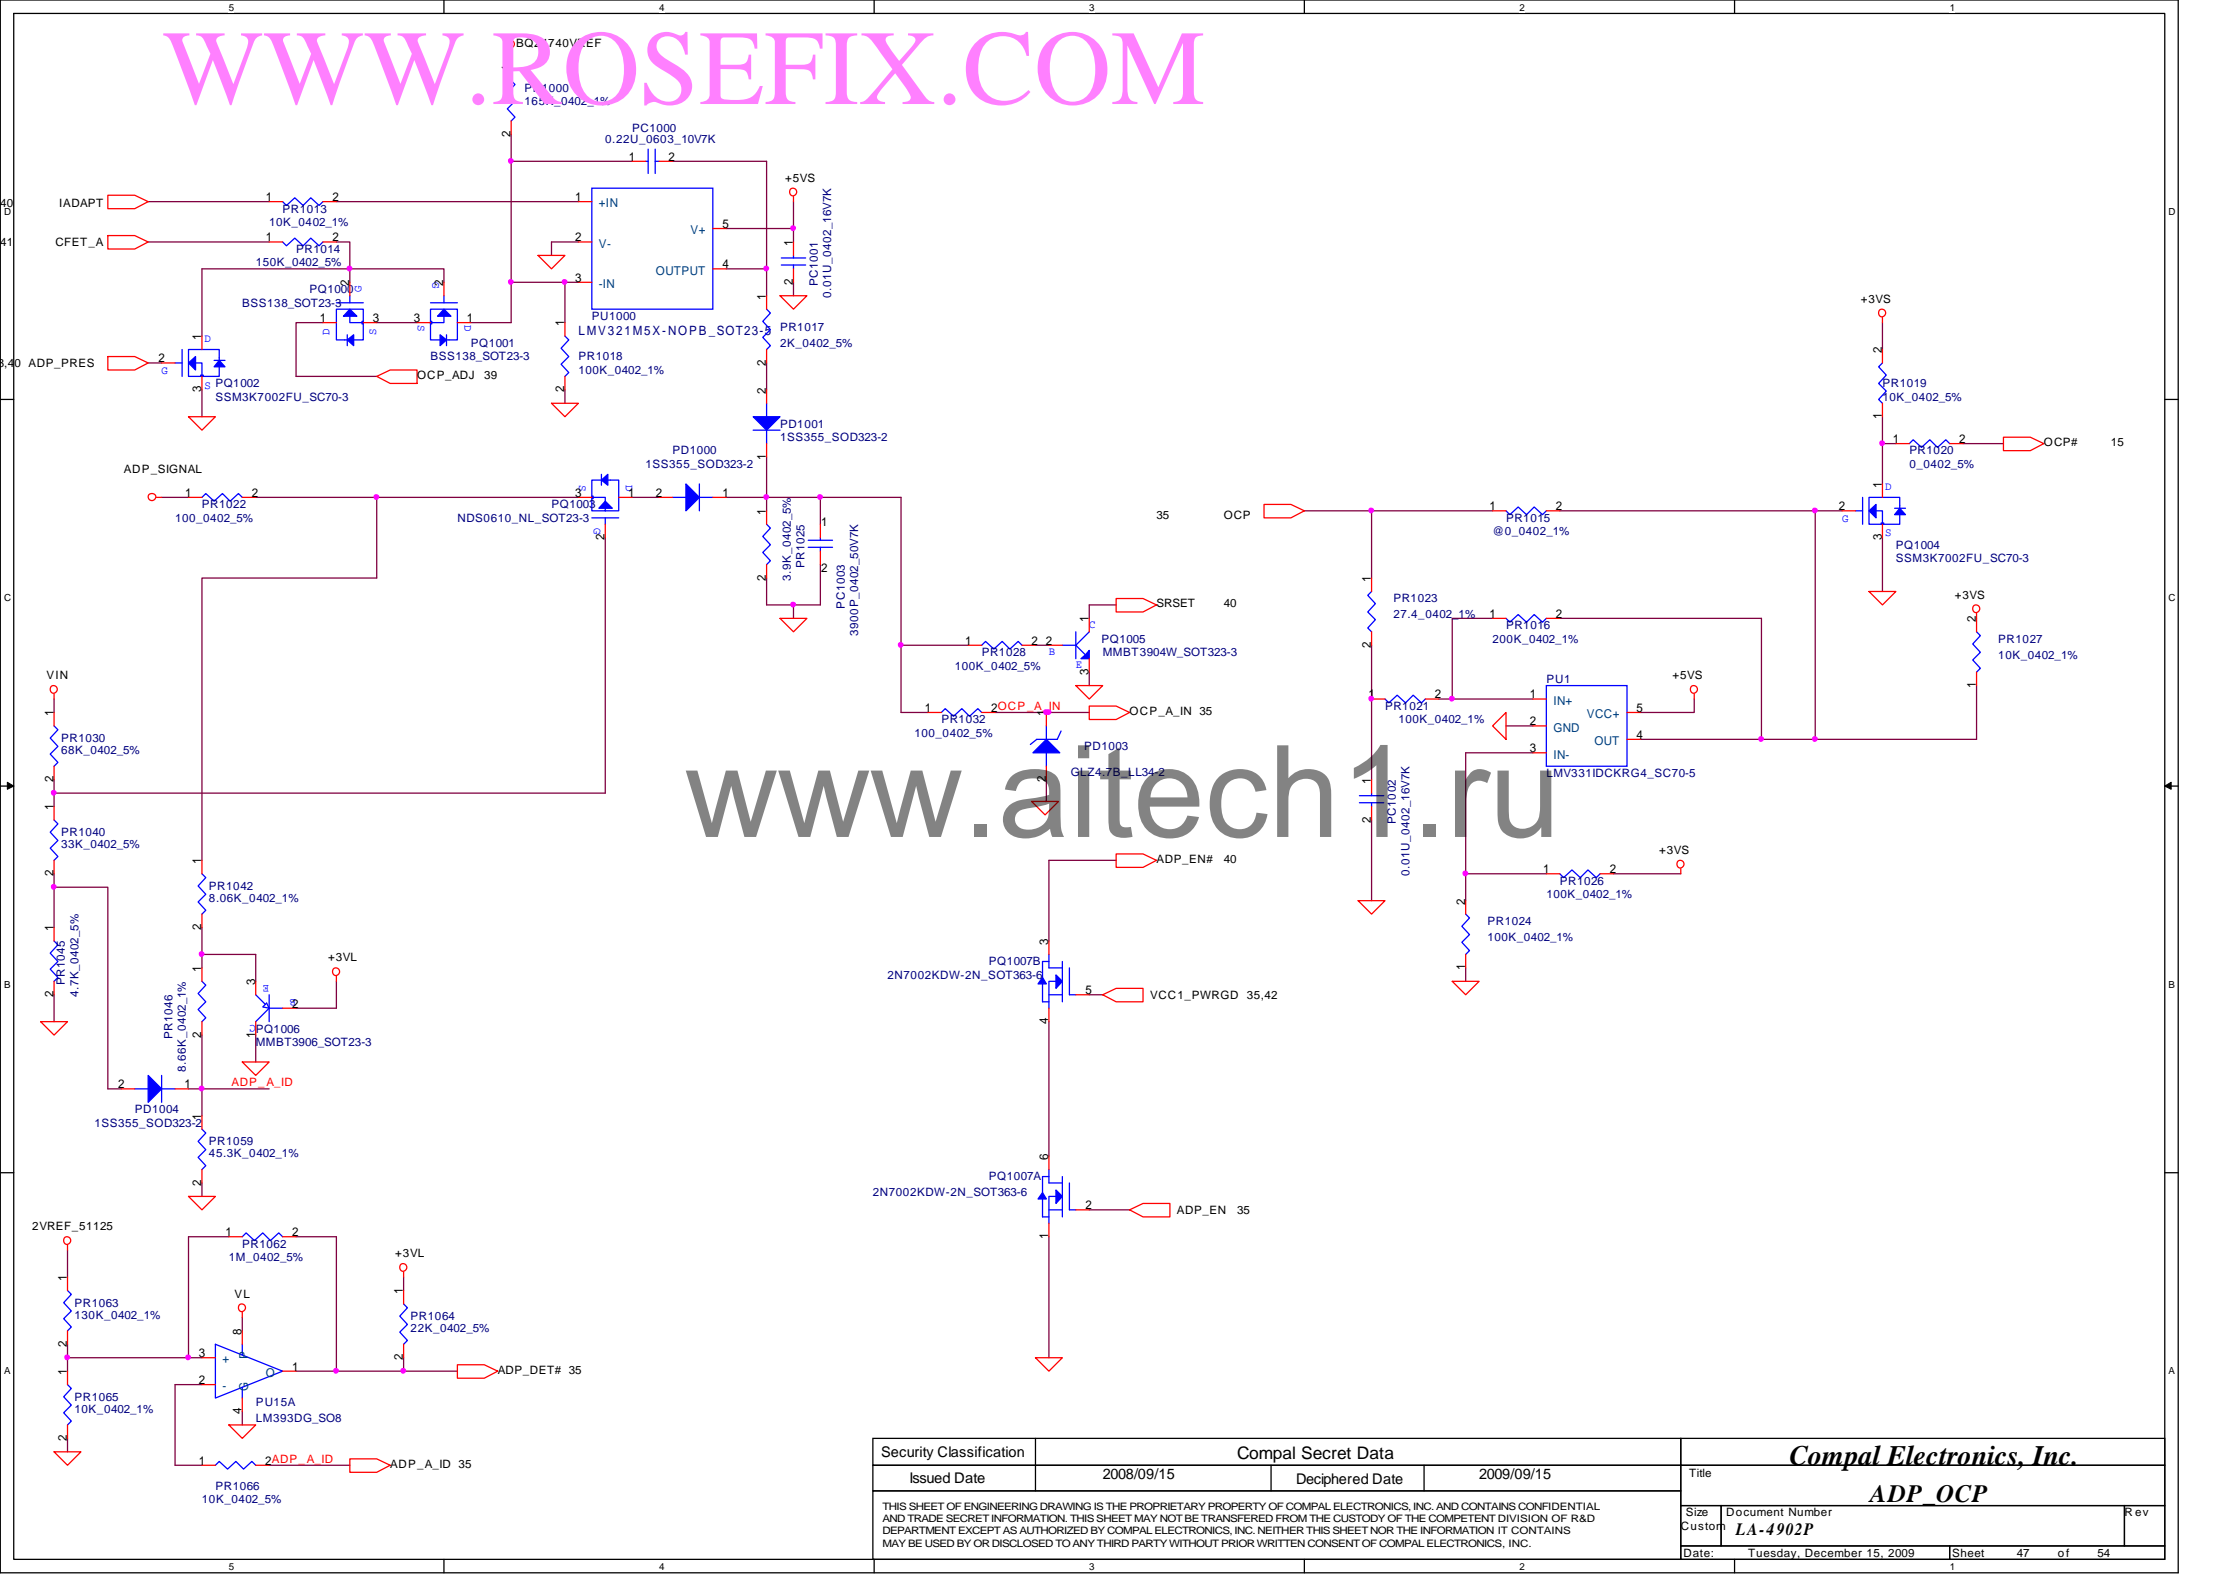 WWW.ROSEFIX.COM
PC1000
0.22U_0603_10V7K
+5VS
PC1001
0.01U_0402_16V7K
IADAPT
PR1013
10K_0402_1%
CFET_A
PR1014
150K_0402_5%
+IN
V-
-IN
V+
OUTPUT
PU1000
PQ1000
BSS138_SOT23-3
PQ1001
BSS138_SOT23-3
ADP_PRES
PQ1002
SSM3K7002FU_SC70-3
OCP_ADJ 39
PR1018
100K_0402_1%
PR1017
2K_0402_5%
PD1001
1SS355_SOD323-2
PD1000
1SS355_SOD323-2
ADP_SIGNAL
PR1022
100_0402_5%
PQ1003
NDS0610_NL_SOT23-3
3.9K_0402_5%
PR1025
PC1003
3900P_0402_50V7K
+3VS
PR1019
10K_0402_5%
PR1020
0_0402_5%
OCP# 15
35 OCP
PR1015
@0_0402_1%
PQ1004
SSM3K7002FU_SC70-3
PR1023
27.4_0402_1%
PR1016
200K_0402_1%
+3VS
PR1027
10K_0402_1%
SRSET 40
PQ1005
MMBT3904W_SOT323-3
PR1028
100K_0402_5%
OCP_A_IN
OCP_A_IN 35
PR1032
100_0402_5%
PD1003
GLZ4.7B_LL34-2
PR1021
100K_0402_1%
PU1
IN+
GND
IN-
VCC+
OUT
+5VS
LMV331IDCKRG4_SC70-5
PC1002
0.01U_0402_16V7K
www.aitech1.ru
VIN
PR1030
68K_0402_5%
PR1040
33K_0402_5%
PR1045
4.7K_0402_5%
PR1042
8.06K_0402_1%
+3VL
PR1046
8.66K_0402_1%
PQ1006
MMBT3906_SOT23-3
ADP_A_ID
PD1004
1SS355_SOD323-2
PR1059
45.3K_0402_1%
ADP_EN# 40
PQ1007B
2N7002KDW-2N_SOT363-6
VCC1_PWRGD 35,42
PQ1007A
2N7002KDW-2N_SOT363-6
ADP_EN 35
+3VS
PR1026
100K_0402_1%
PR1024
100K_0402_1%
2VREF_51125
PR1062
1M_0402_5%
+3VL
PR1063
130K_0402_1%
VL
PR1064
22K_0402_5%
ADP_DET# 35
PR1065
10K_0402_1%
PU15A
LM393DG_SO8
ADP_A_ID
ADP_A_ID 35
PR1066
10K_0402_5%
Security Classification
Compal Secret Data
Issued Date
2008/09/15
Deciphered Date
2009/09/15
THIS SHEET OF ENGINEERING DRAWING IS THE PROPRIETARY PROPERTY OF COMPAL ELECTRONICS, INC. AND CONTAINS CONFIDENTIAL
AND TRADE SECRET INFORMATION. THIS SHEET MAY NOT BE TRANSFERED FROM THE CUSTODY OF THE COMPETENT DIVISION OF R&D
DEPARTMENT EXCEPT AS AUTHORIZED BY COMPAL ELECTRONICS, INC. NEITHER THIS SHEET NOR THE INFORMATION IT CONTAINS
MAY BE USED BY OR DISCLOSED TO ANY THIRD PARTY WITHOUT PRIOR WRITTEN CONSENT OF COMPAL ELECTRONICS, INC.
Compal Electronics, Inc.
Title
ADP_OCP
Size
Document Number
Rev
Custom
LA-4902P
Date: Tuesday, December 15, 2009
Sheet 47 of 54